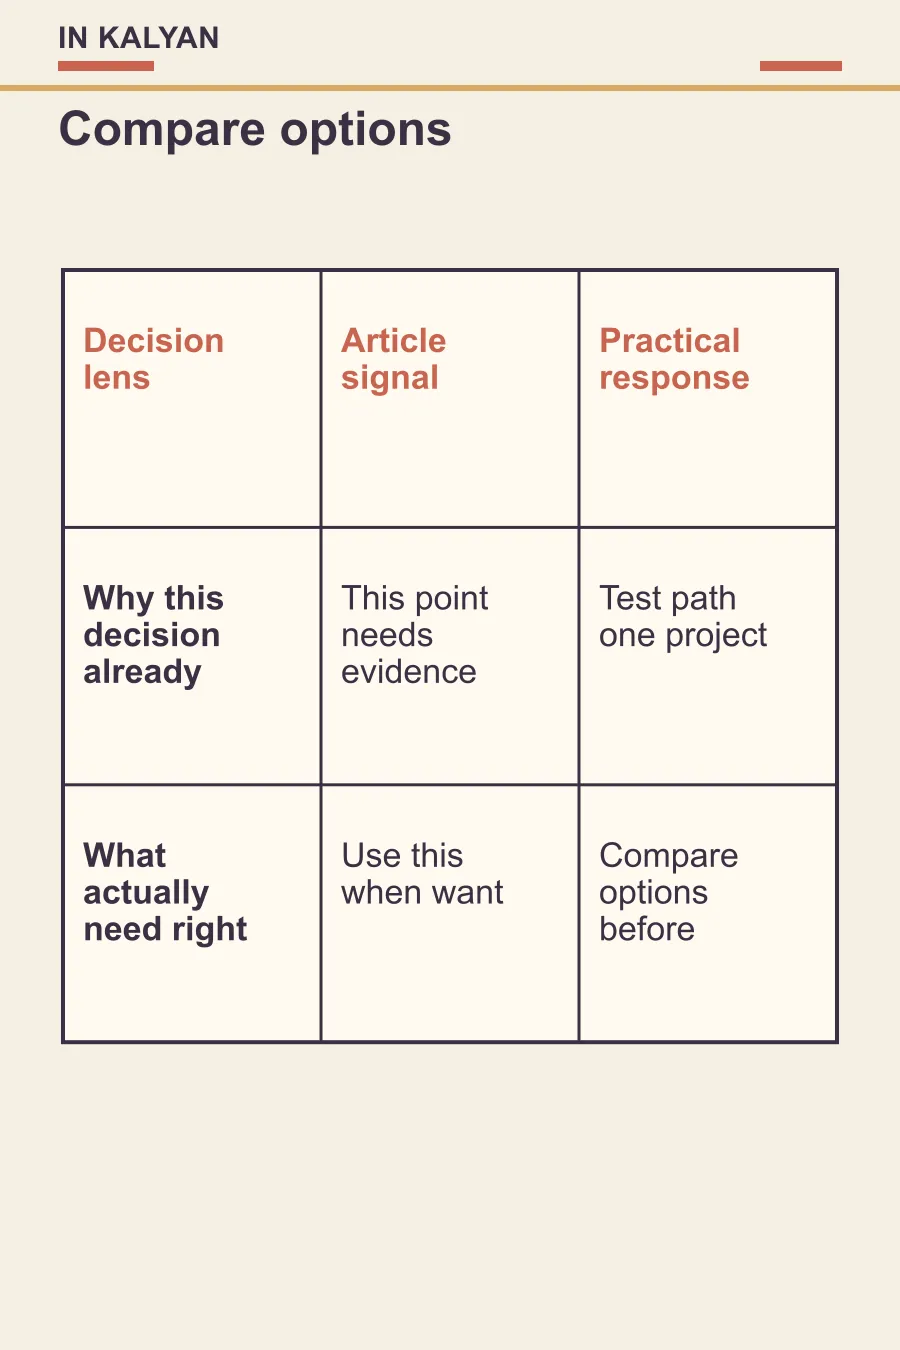 IN KALYAN
Compare options
Decision
lens
Article
signal
Practical
response
Why this
decision
already
This point
needs
evidence
Test path
one project
What
actually
need right
Use this
when want
Compare
options
before